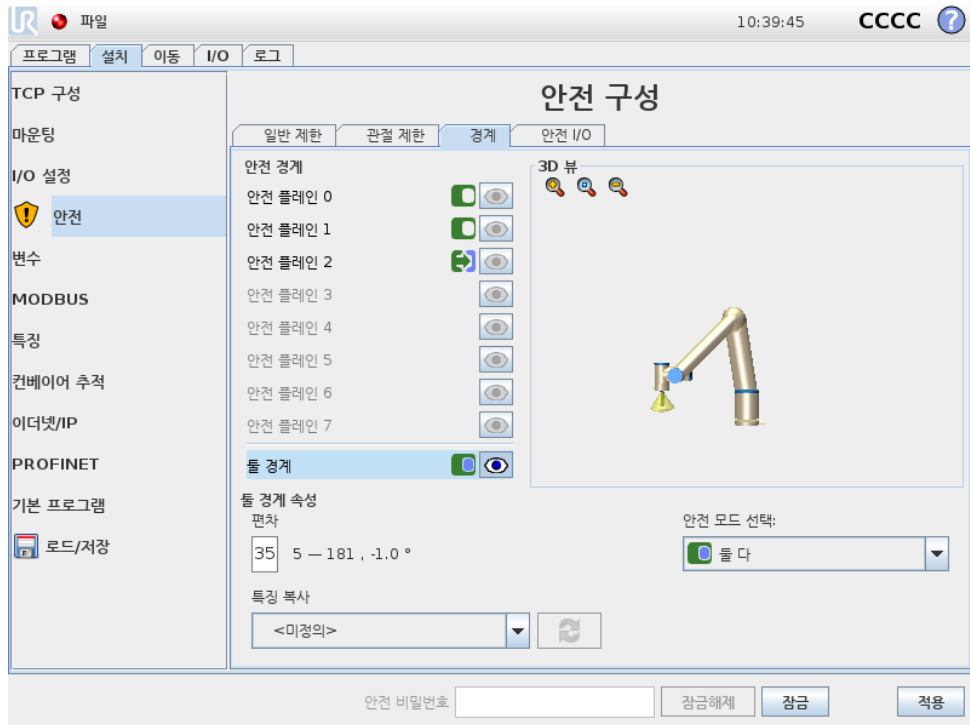 UR 파일 10:39:45 CCCC ?
프로그램 설치 이동 I/O 로그
TCP 구성
마운팅
I/O 설정
안전
변수
MODBUS
특징
컨베이어 추적
이더넷/IP
PROFINET
기본 프로그램
로드/저장
안전 구성
일반 제한 관절 제한 경계 안전 I/O
안전 경계
안전 플레인 0
안전 플레인 1
안전 플레인 2
안전 플레인 3
안전 플레인 4
안전 플레인 5
안전 플레인 6
안전 플레인 7
툴 경계
3D 뷰
툴 경계 속성
편차
35 5 — 181 , -1.0 °
안전 모드 선택:
둘 다
특징 복사
<미정의>
안전 비밀번호 잠금해제 잠금 적용